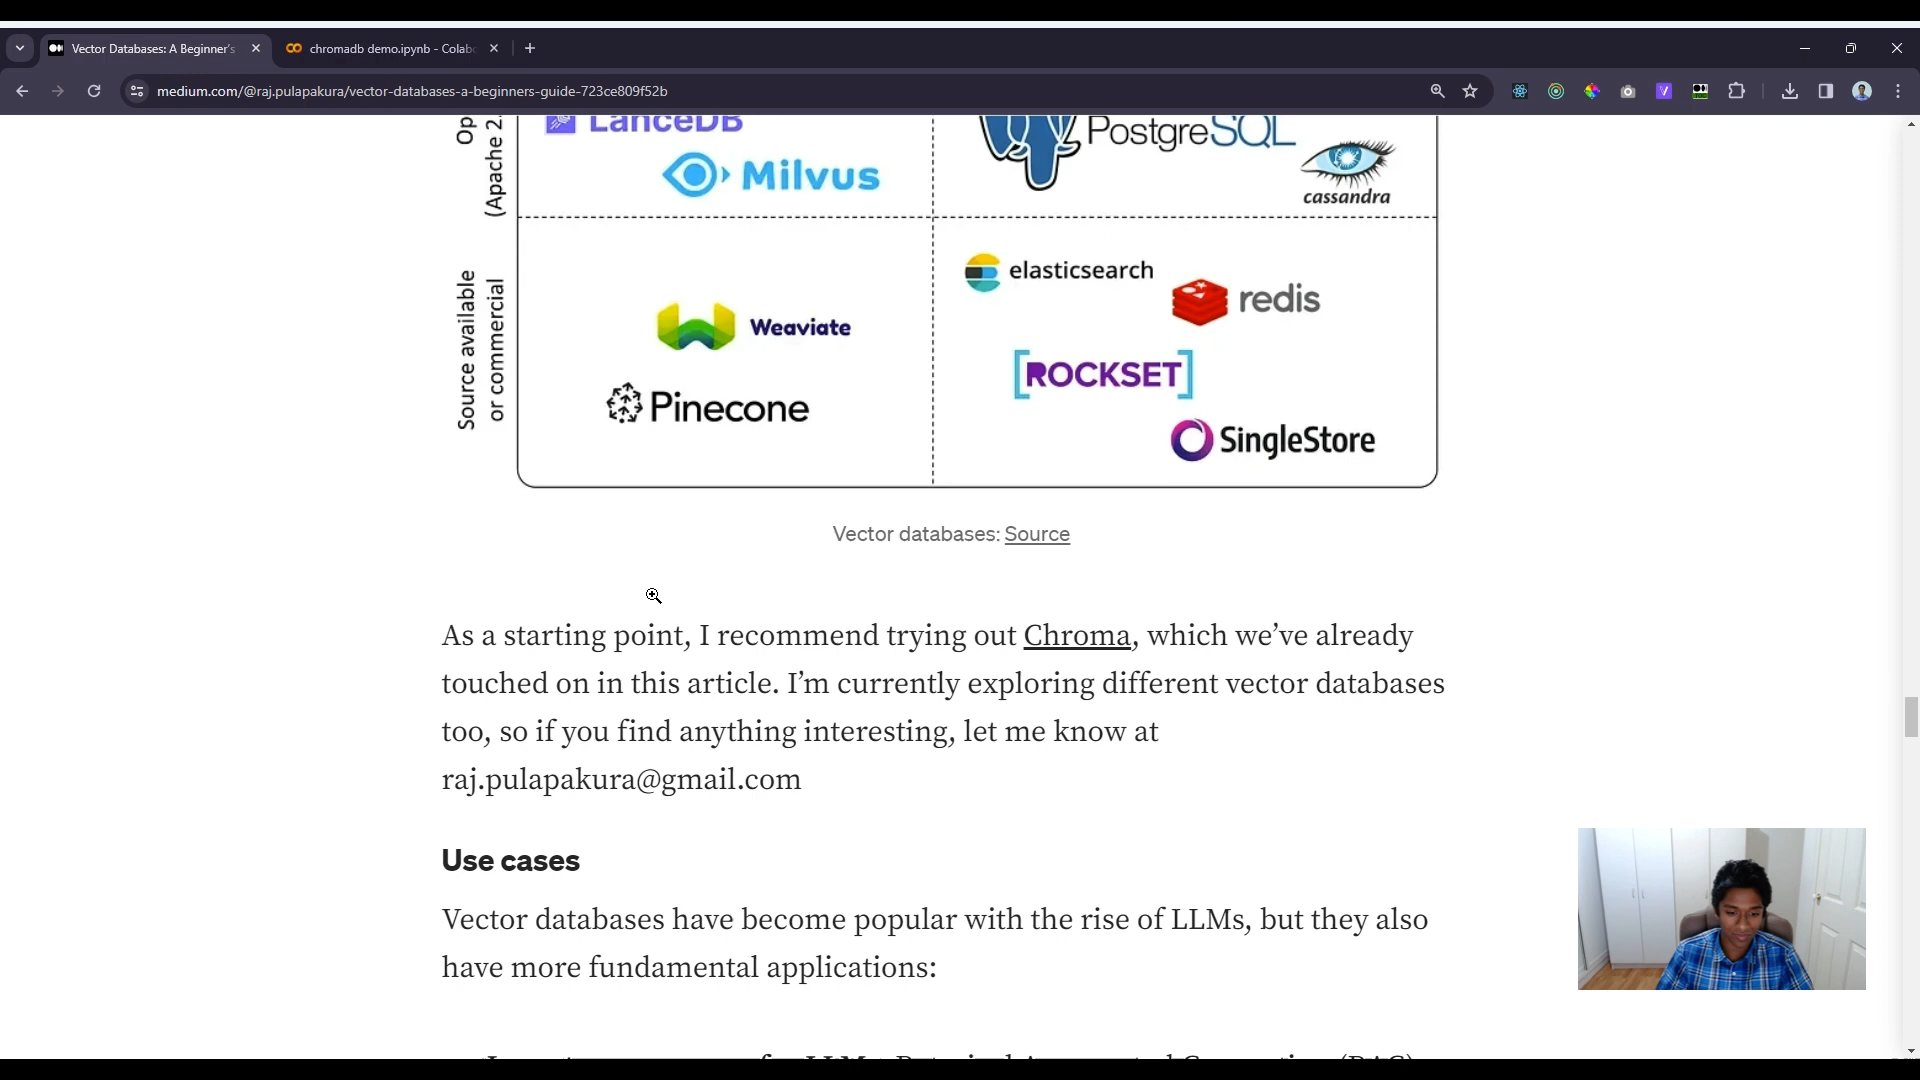 Vector Databases: A Beginner's
chromadb demo.ipynb - Colab
medium.com/@raj.pulapakura/vector-databases-a-beginners-guide-723ce809f52b
Op
(Apache 2.
LanceDB
Milvus
PostgreSQL
cassandra
Source available
or commercial
Weaviate
Pinecone
elasticsearch
redis
[ROCKSET]
SingleStore
Vector databases: Source
As a starting point, I recommend trying out Chroma, which we’ve already
touched on in this article. I’m currently exploring different vector databases
too, so if you find anything interesting, let me know at
raj.pulapakura@gmail.com
Use cases
Vector databases have become popular with the rise of LLMs, but they also
have more fundamental applications: